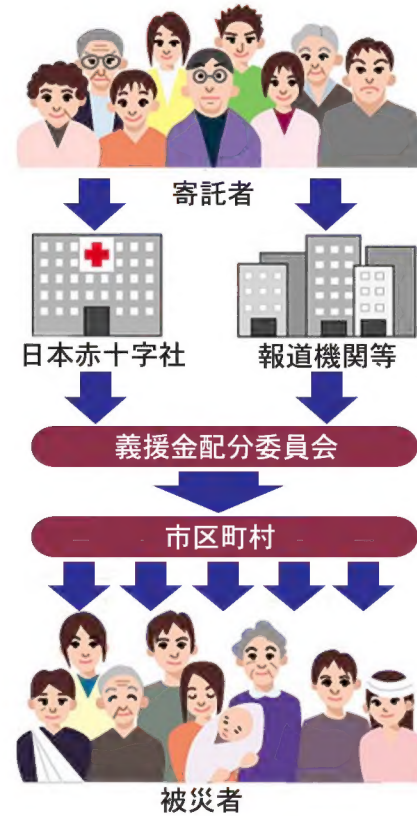 寄託者
日本赤十字社
報道機関等
義援金配分委員会
市区町村
被災者